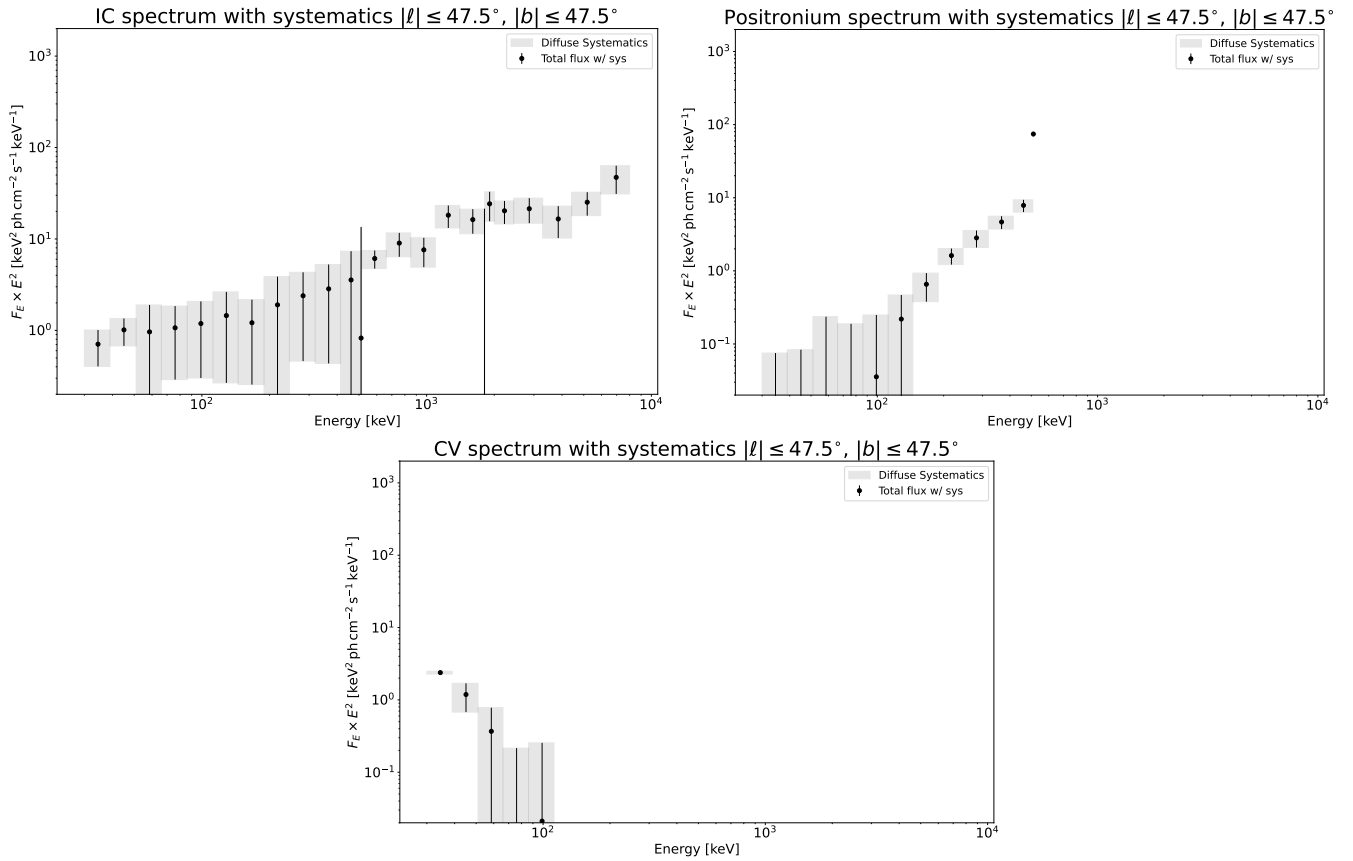 IC spectrum with systematics |ℓ| ≤ 47.5°, |b| ≤ 47.5°
Diffuse Systematics
Total flux w/ sys
10³
10²
10¹
10⁰
F_E × E² [keV² ph cm⁻² s⁻¹ keV⁻¹]
10² 10³ 10⁴
Energy [keV]
Positronium spectrum with systematics |ℓ| ≤ 47.5°, |b| ≤ 47.5°
Diffuse Systematics
Total flux w/ sys
10³
10²
10¹
10⁰
10⁻¹
F_E × E² [keV² ph cm⁻² s⁻¹ keV⁻¹]
10² 10³ 10⁴
Energy [keV]
CV spectrum with systematics |ℓ| ≤ 47.5°, |b| ≤ 47.5°
Diffuse Systematics
Total flux w/ sys
10³
10²
10¹
10⁰
10⁻¹
F_E × E² [keV² ph cm⁻² s⁻¹ keV⁻¹]
10² 10³ 10⁴
Energy [keV]